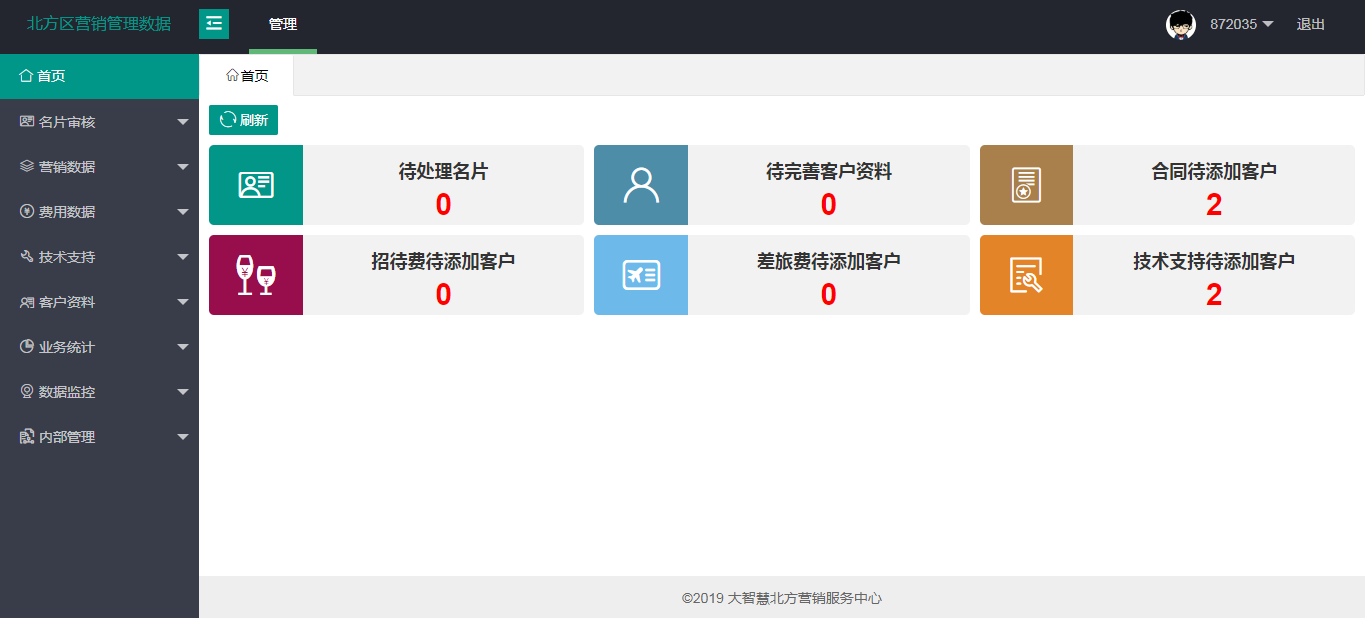 北方区营销管理数据
管理
872035
退出
首页
名片审核
营销数据
费用数据
技术支持
客户资料
业务统计
数据监控
内部管理
首页
刷新
待处理名片
0
待完善客户资料
0
合同待添加客户
2
招待费待添加客户
0
差旅费待添加客户
0
技术支持待添加客户
2
©2019 大智慧北方营销服务中心